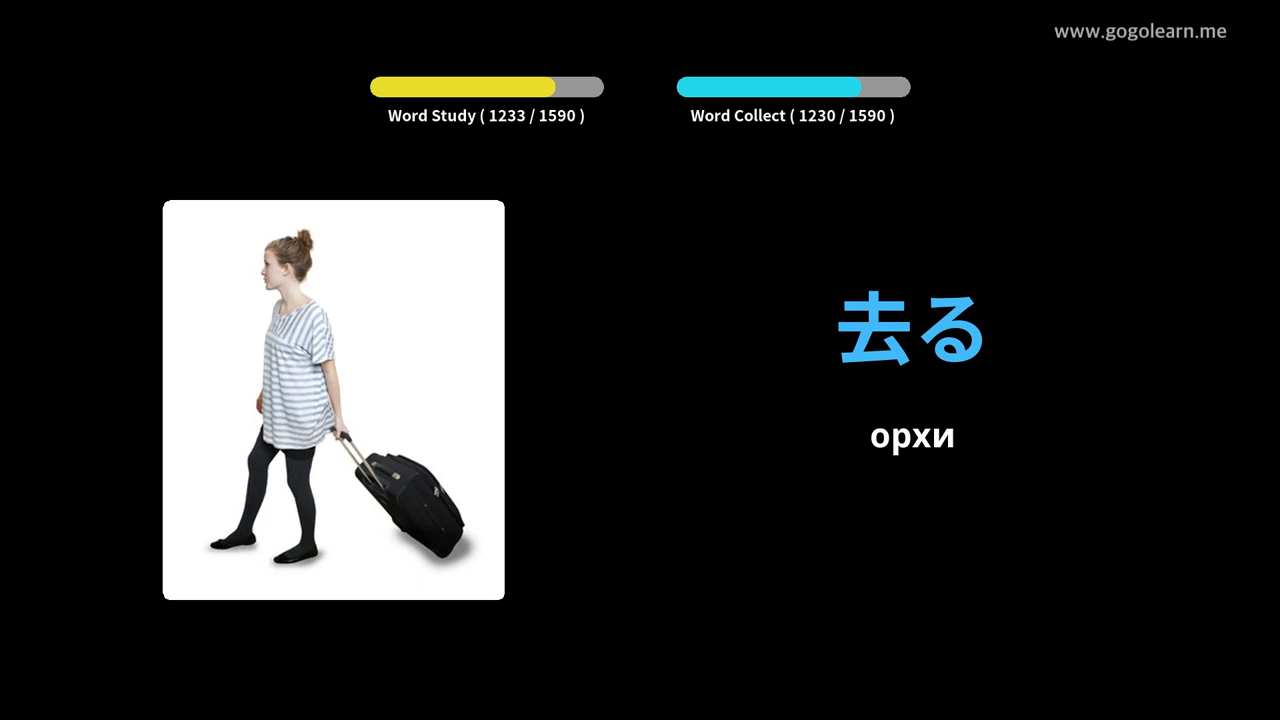 www.gogolearn.me
Word Study ( 1233 / 1590 )
Word Collect ( 1230 / 1590 )
去る
орхи